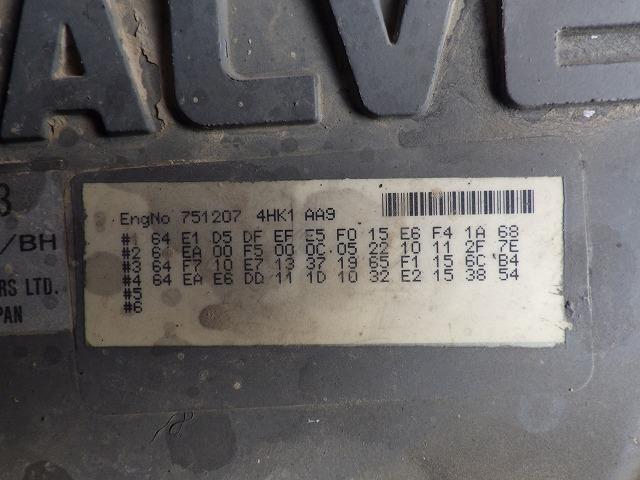 ALVE
3
EngNo 751207 4HK1 AA9
/BH
#1 64 E1 D5 DF EF E5 F0 15 E6 F4 1A 68
#2 64 EA 00 F5 00 0C 05 22 10 11 2F 7E
#3 64 F7 10 E7 13 37 19 65 F1 15 6C B4
#4 64 EA E6 DD 11 1D 10 32 E2 15 38 54
RS LTD.
#5
PAN
#6